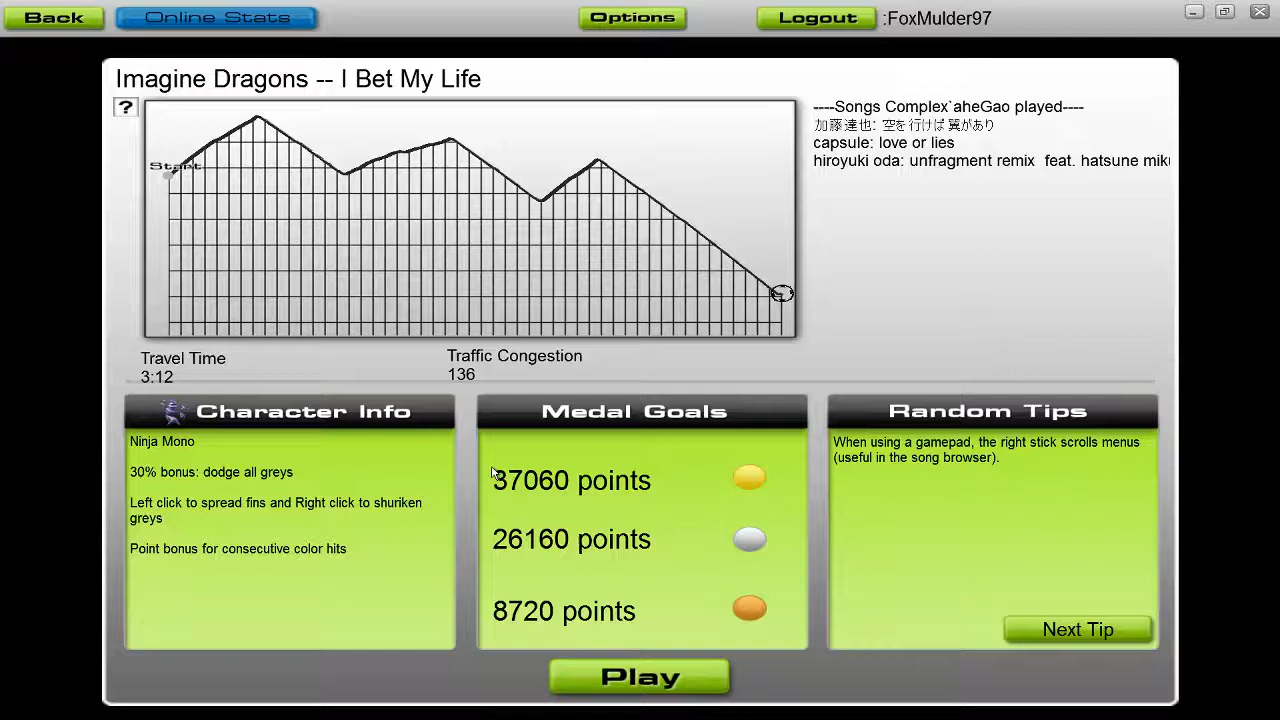 Back
Online Stats
Options
Logout
:FoxMulder97
Imagine Dragons -- I Bet My Life
?
Start
----Songs Complex`aheGao played----
加藤達也: 空を行けば翼があり
capsule: love or lies
hiroyuki oda: unfragment remix feat. hatsune miku
Travel Time
3:12
Traffic Congestion
136
Character Info
Ninja Mono
30% bonus: dodge all greys
Left click to spread fins and Right click to shuriken
greys
Point bonus for consecutive color hits
Medal Goals
37060 points
26160 points
8720 points
Random Tips
When using a gamepad, the right stick scrolls menus
(useful in the song browser).
Next Tip
Play